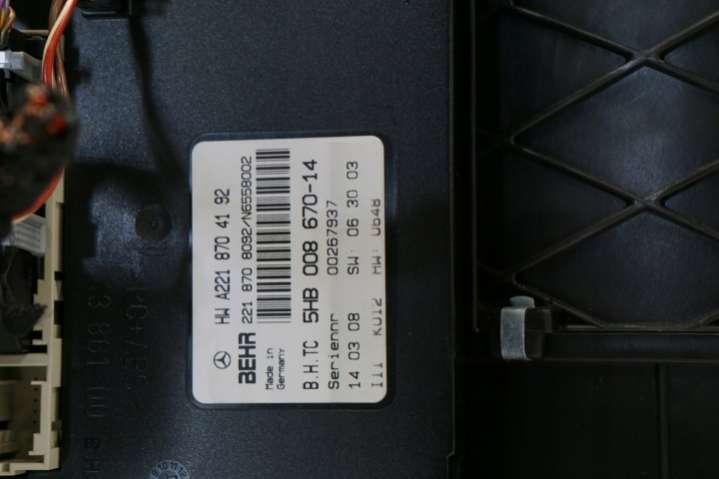 HW A221 870 41 92
BEHR 221 870 8092/N6558002
Made in
Germany
B.H.TC 5HB 008 670-14
Seriennr 00267937
14 03 08 SW: 06 30 03
III KU12 HW: 0648